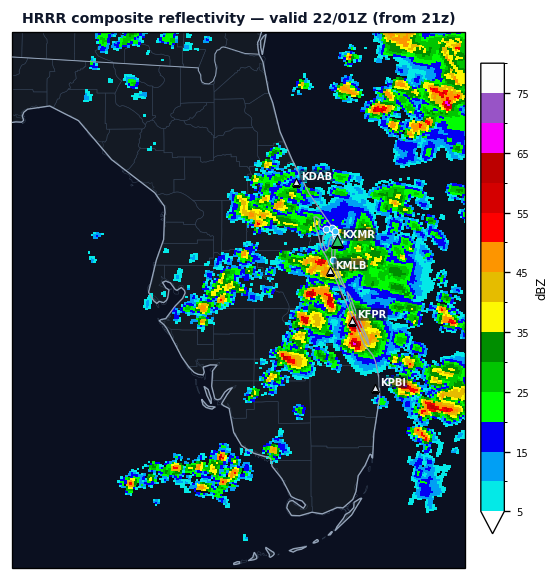 HRRR composite reflectivity — valid 22/01Z (from 21z)
75
65
55
45
35
25
15
5
dBZ
KDAB
KXMR
KMLB
KFPR
KPBI